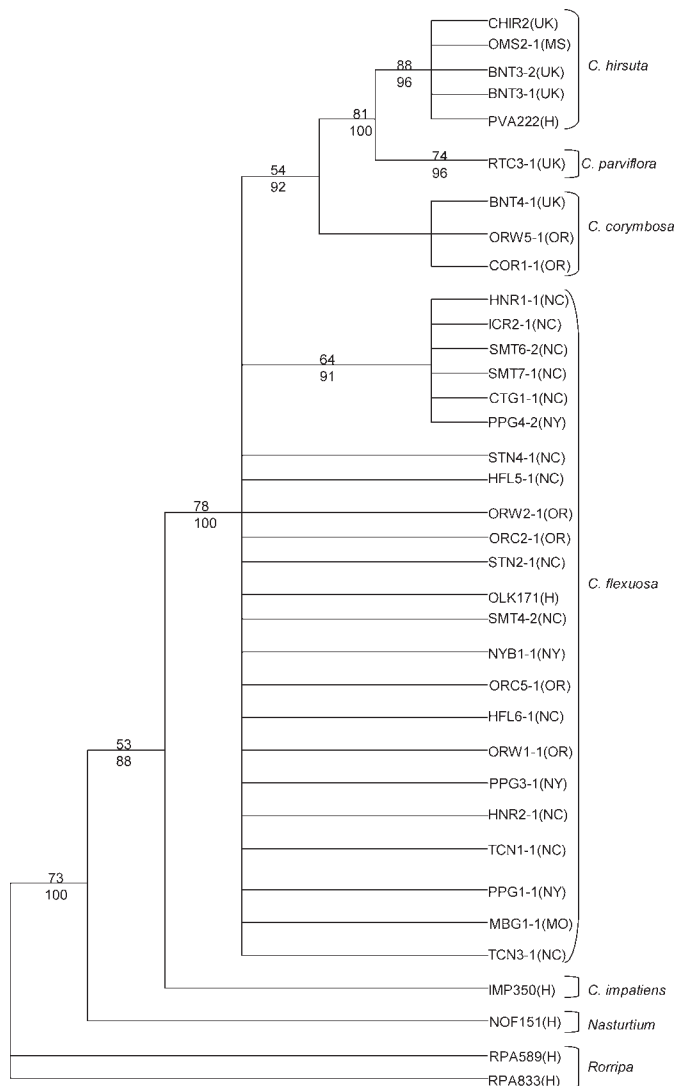 CHIR2(UK)
OMS2-1(MS)
88
96
BNT3-2(UK)
C. hirsuta
BNT3-1(UK)
81
100
PVA222(H)
74
96
RTC3-1(UK)
C. parviflora
54
92
BNT4-1(UK)
C. corymbosa
ORW5-1(OR)
COR1-1(OR)
HNR1-1(NC)
ICR2-1(NC)
SMT6-2(NC)
64
91
SMT7-1(NC)
CTG1-1(NC)
PPG4-2(NY)
STN4-1(NC)
HFL5-1(NC)
78
100
ORW2-1(OR)
ORC2-1(OR)
STN2-1(NC)
C. flexuosa
OLK171(H)
SMT4-2(NC)
NYB1-1(NY)
ORC5-1(OR)
HFL6-1(NC)
53
88
ORW1-1(OR)
PPG3-1(NY)
HNR2-1(NC)
TCN1-1(NC)
73
100
PPG1-1(NY)
MBG1-1(MO)
TCN3-1(NC)
IMP350(H)
C. impatiens
NOF151(H)
Nasturtium
RPA589(H)
Rorripa
RPA833(H)